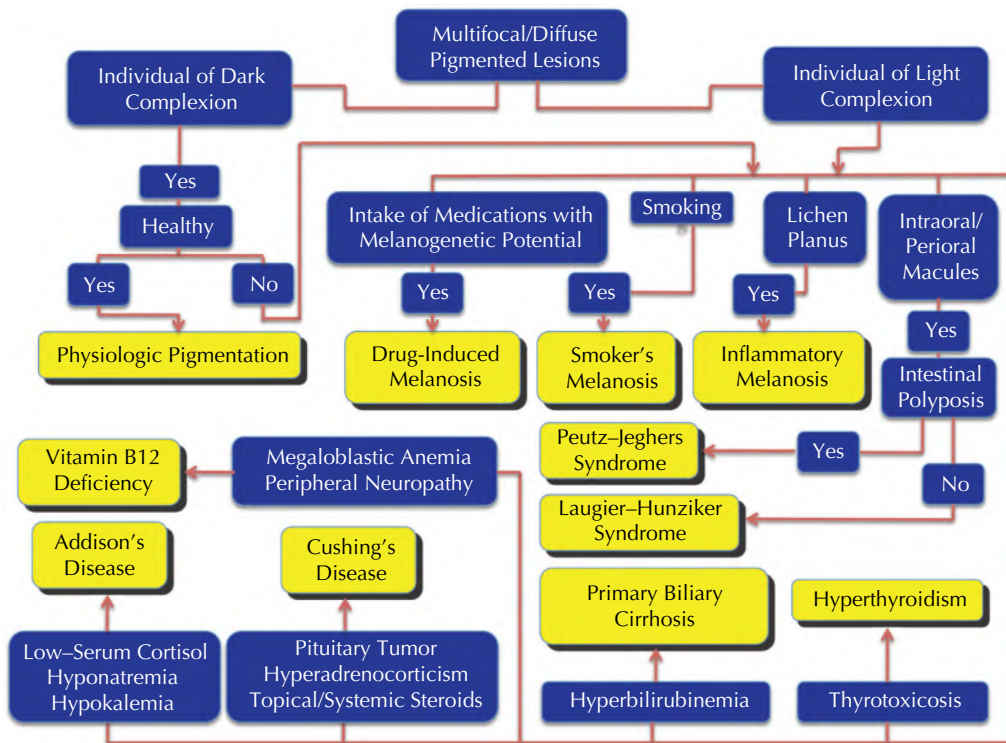 Multifocal/Diffuse
Pigmented Lesions
Individual of Dark
Complexion
Individual of Light
Complexion
Yes
Healthy
Yes
No
Physiologic Pigmentation
Intake of Medications with
Melanogenetic Potential
Yes
Drug-Induced
Melanosis
Smoking
Yes
Smoker's
Melanosis
Lichen
Planus
Yes
Inflammatory
Melanosis
Intraoral/
Perioral
Macules
Yes
Intestinal
Polyposis
Yes
Peutz–Jeghers
Syndrome
No
Laugier–Hunziker
Syndrome
Vitamin B12
Deficiency
Megaloblastic Anemia
Peripheral Neuropathy
Addison's
Disease
Cushing's
Disease
Primary Biliary
Cirrhosis
Hyperthyroidism
Low–Serum Cortisol
Hyponatremia
Hypokalemia
Pituitary Tumor
Hyperadrenocorticism
Topical/Systemic Steroids
Hyperbilirubinemia
Thyrotoxicosis